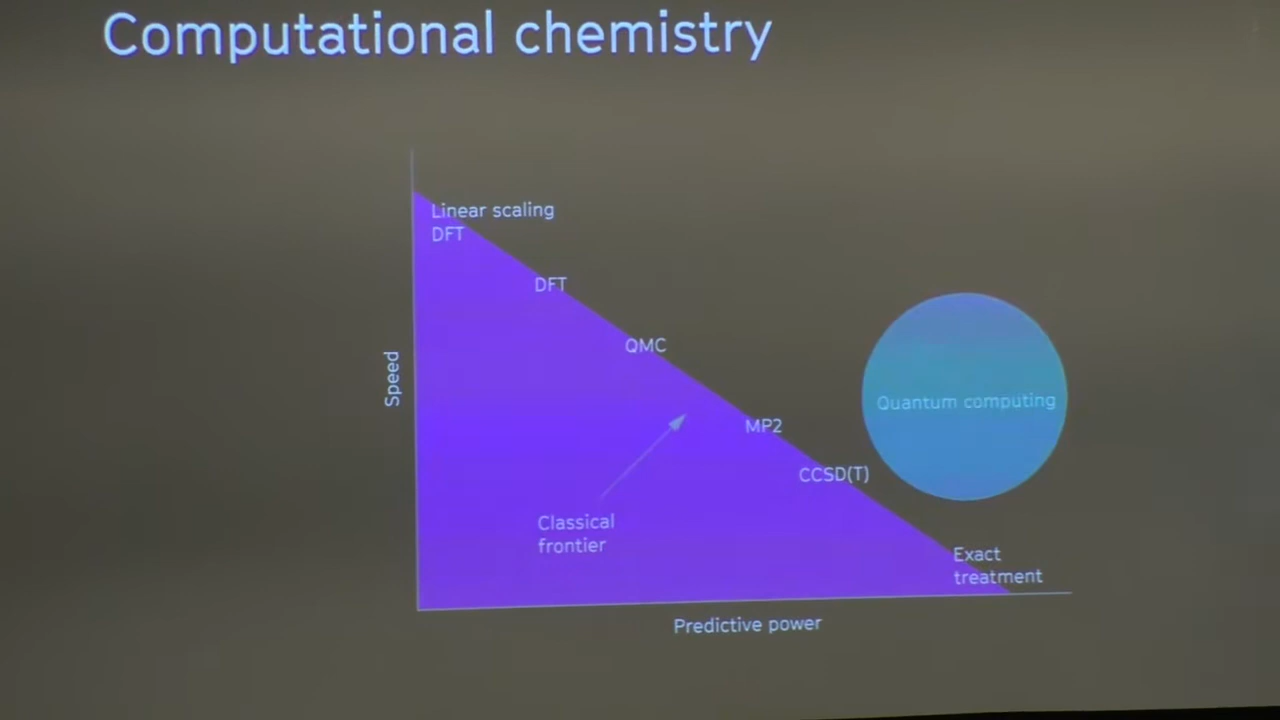 Computational chemistry
Linear scaling
DFT
DFT
QMC
Speed
MP2
Quantum computing
CCSD(T)
Classical
frontier
Exact
treatment
Predictive power